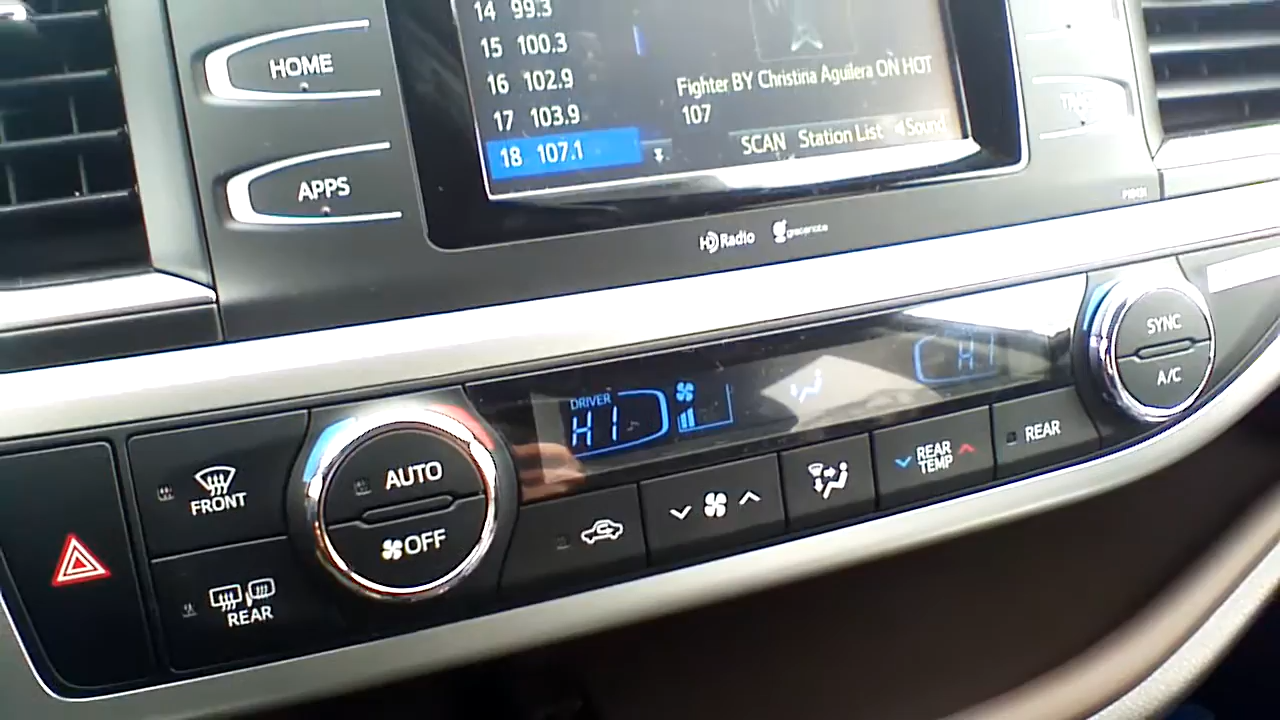 HOME
APPS
14 99.3
15 100.3
16 102.9
17 103.9
18 107.1
Fighter BY Christina Aguilera ON HOT
107
SCAN Station List Sound
HD Radio gracenote
DRIVER
HI
SYNC
A/C
FRONT
AUTO
OFF
REAR
REAR
TEMP
REAR